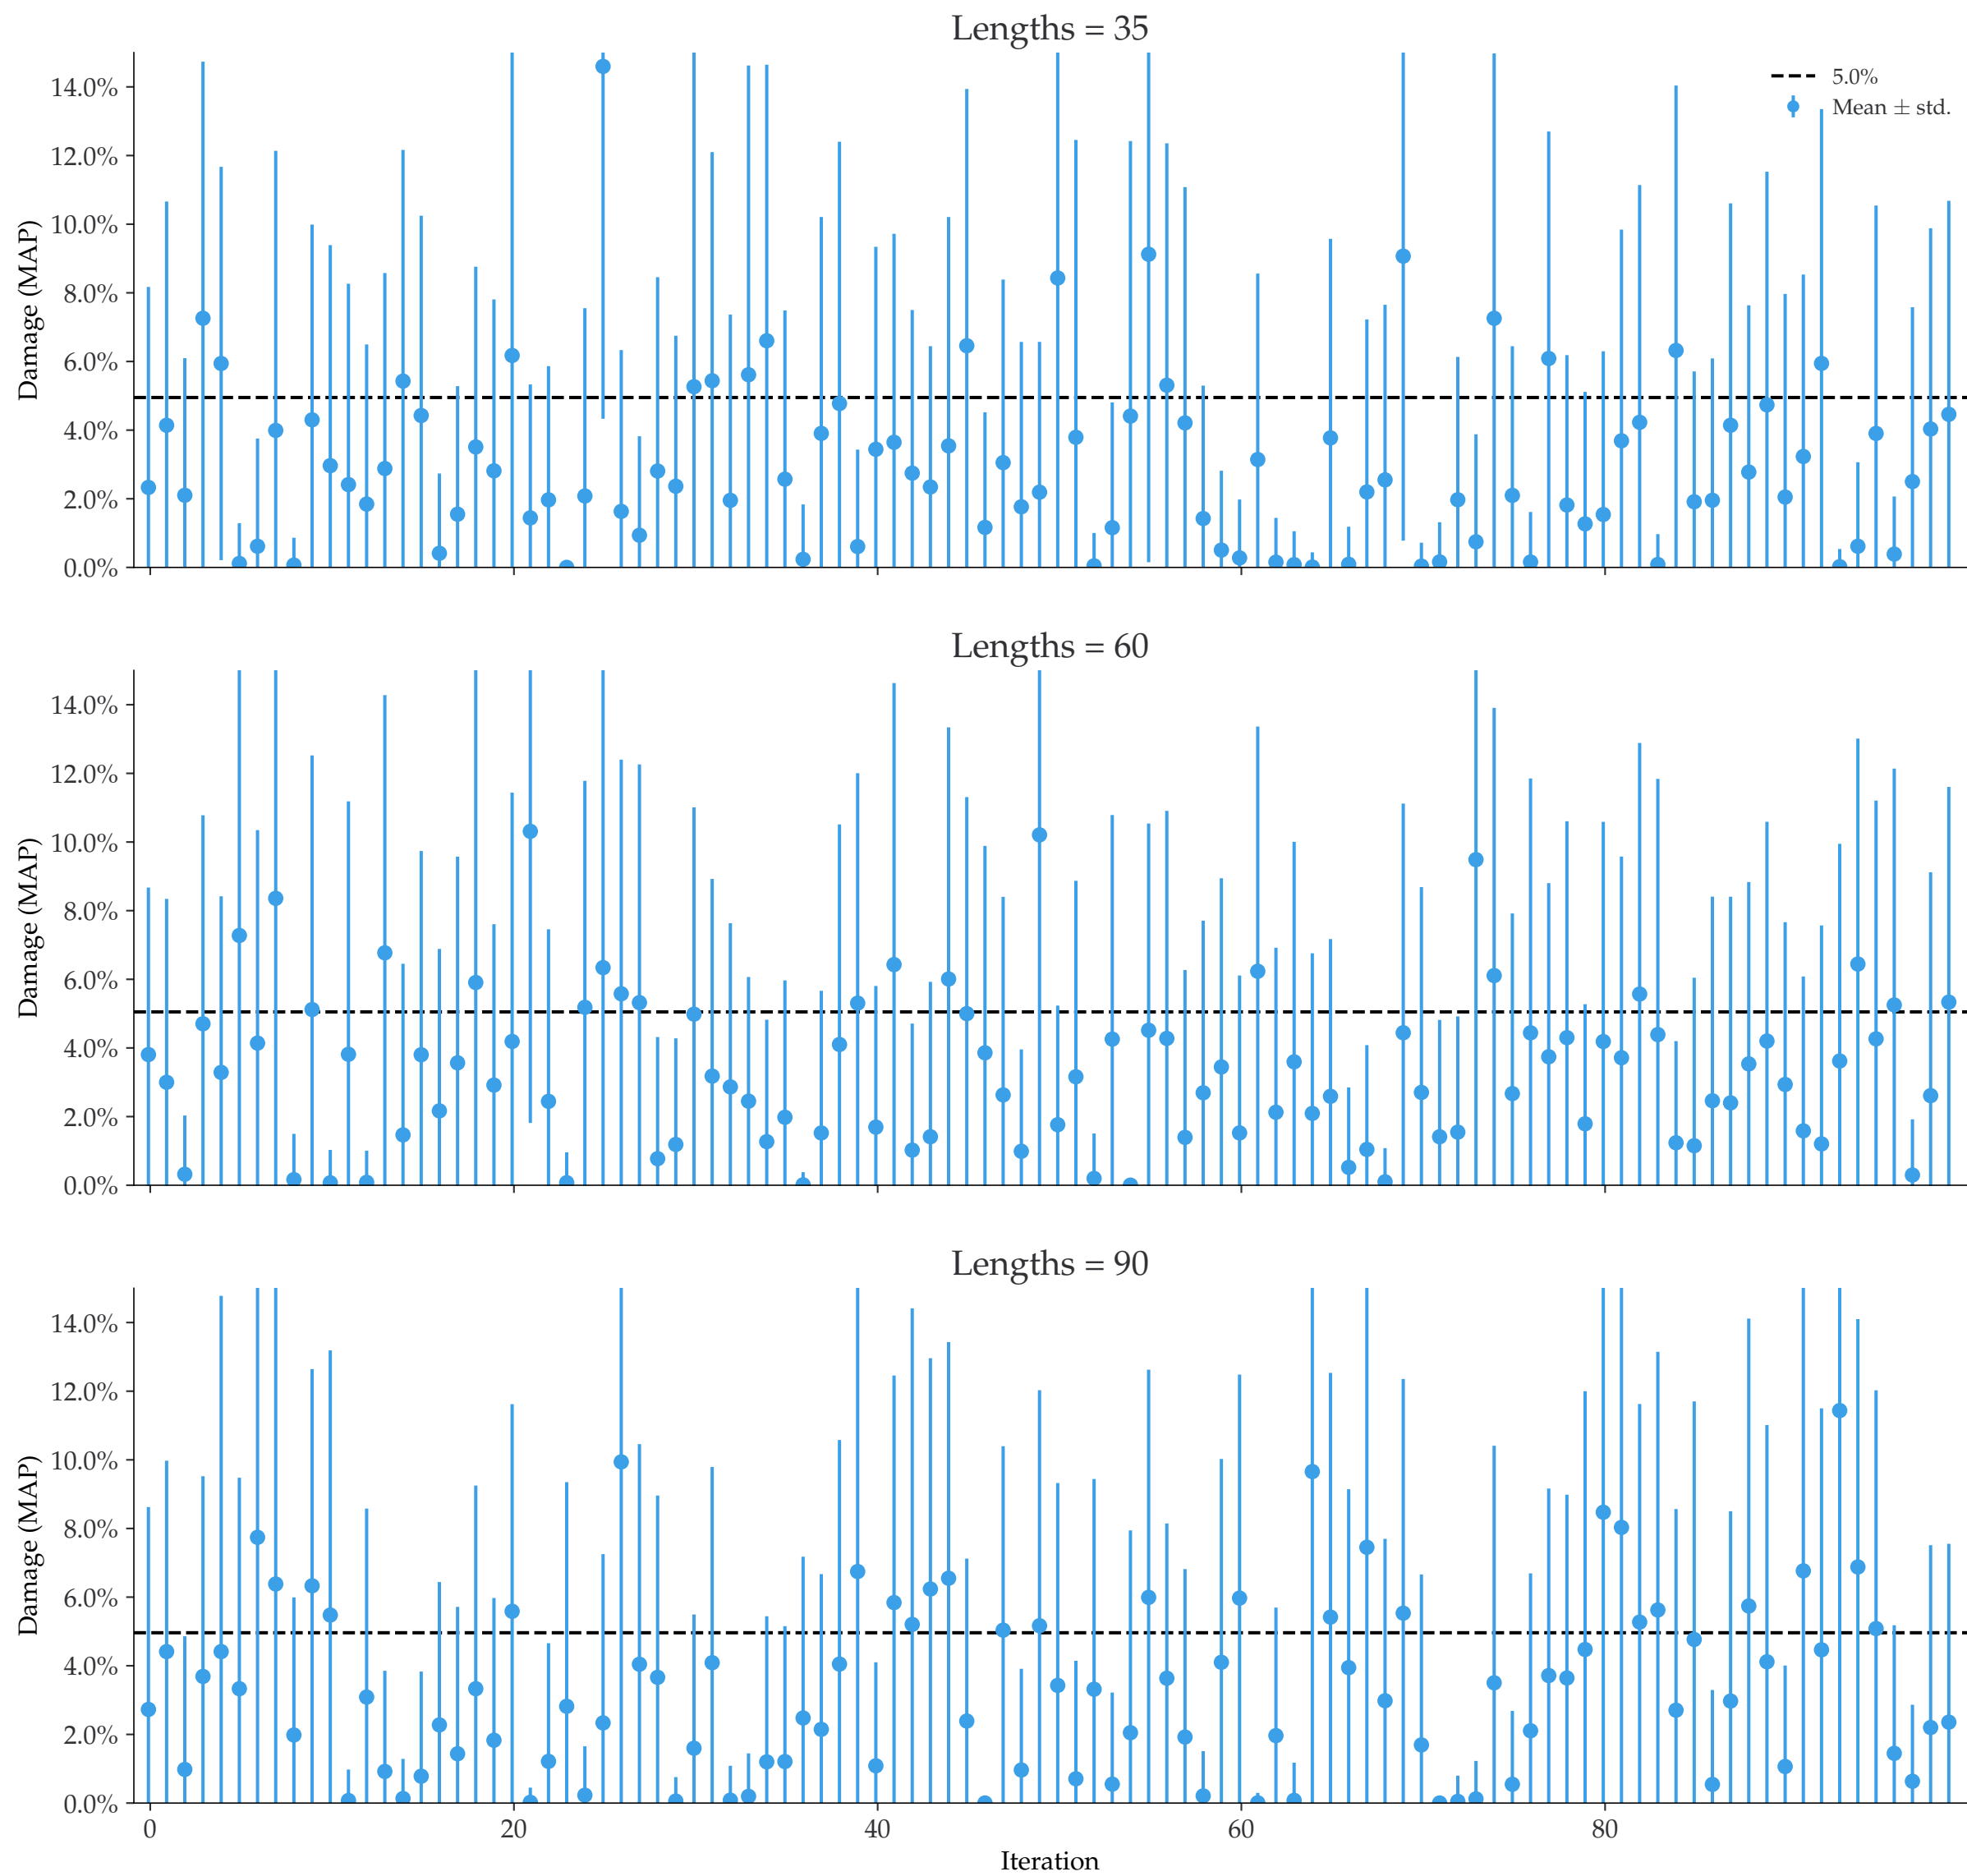 Lengths = 35
14.0%
12.0%
10.0%
8.0%
6.0%
4.0%
2.0%
0.0%
Damage (MAP)
5.0%
Mean ± std.
Lengths = 60
14.0%
12.0%
10.0%
8.0%
6.0%
4.0%
2.0%
0.0%
Damage (MAP)
Lengths = 90
14.0%
12.0%
10.0%
8.0%
6.0%
4.0%
2.0%
0.0%
Damage (MAP)
0 20 40 60 80
Iteration